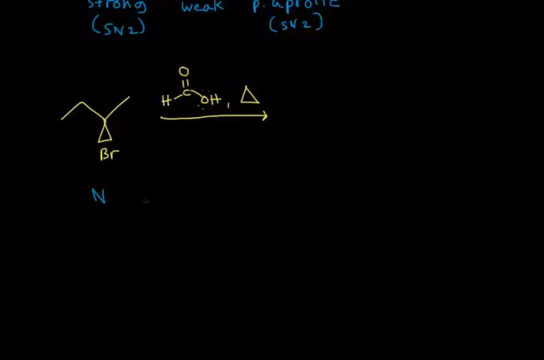 strong weak p. aprotic
(SN2) (SN2)
O
H C OH,
Br
N